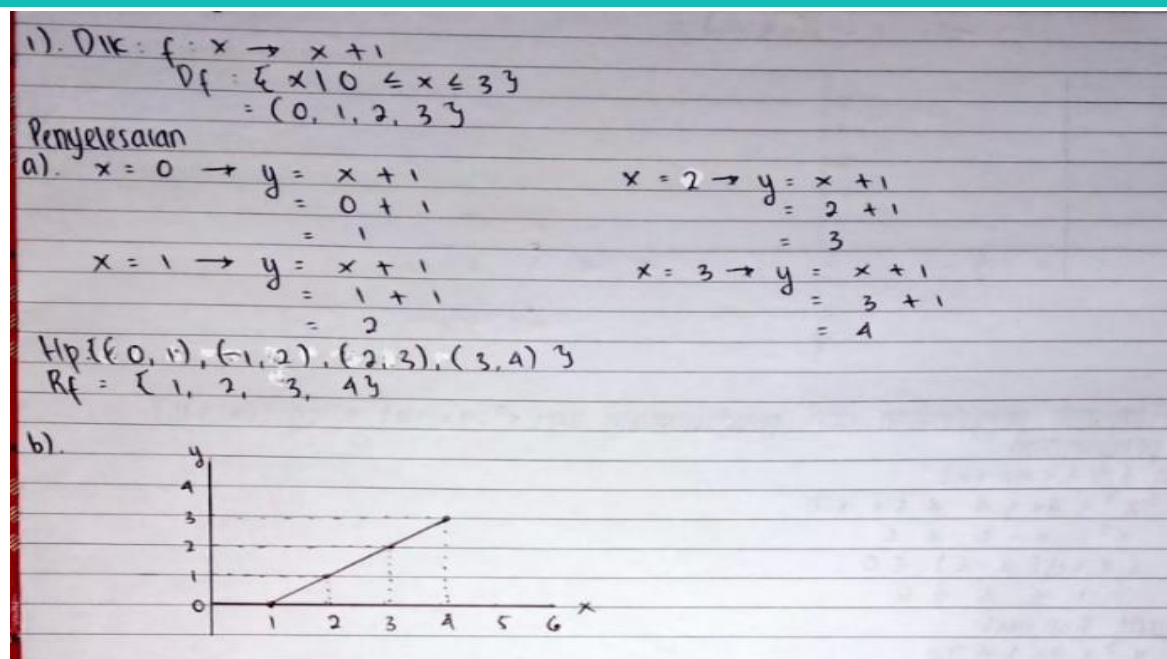 1). Dik : f : x → x + 1
Df : { x | 0 ≤ x ≤ 3 }
= ( 0, 1, 2, 3 }
Penyelesaian
a). x = 0 → y = x + 1
= 0 + 1
= 1
x = 1 → y = x + 1
= 1 + 1
= 2
x = 2 → y = x + 1
= 2 + 1
= 3
x = 3 → y = x + 1
= 3 + 1
= 4
Hp {( 0, 1), (-1, 2), (2, 3), ( 3, 4) }
Rf = { 1, 2, 3, 4 }
b).
y
4
3
2
1
0
1 2 3 4 5 6 x